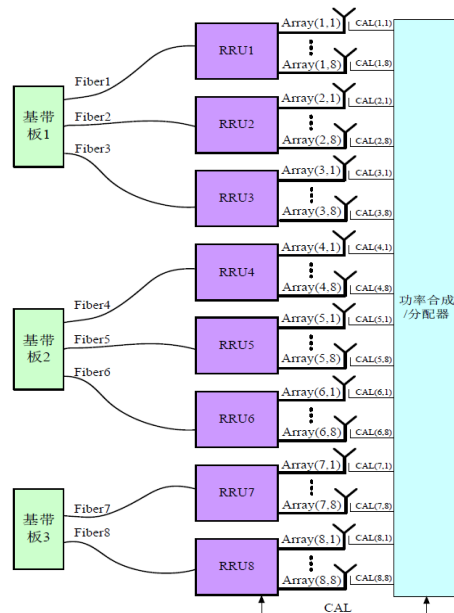 Array(1,1)
CAL(1,1)
RRU1
Array(1,8)
CAL(1,8)
Fiber1
Array(2,1)
CAL(2,1)
基带
板1
Fiber2
RRU2
Array(2,8)
CAL(2,8)
Fiber3
Array(3,1)
CAL(3,1)
RRU3
Array(3,8)
CAL(3,8)
Array(4,1)
CAL(4,1)
RRU4
Array(4,8)
CAL(4,8)
Fiber4
功率合成
/分配器
Array(5,1)
CAL(5,1)
基带
板2
Fiber5
RRU5
Array(5,8)
CAL(5,8)
Fiber6
Array(6,1)
CAL(6,1)
RRU6
Array(6,8)
CAL(6,8)
Array(7,1)
CAL(7,1)
RRU7
Array(7,8)
CAL(7,8)
Fiber7
基带
板3
Fiber8
Array(8,1)
CAL(8,1)
RRU8
Array(8,8)
CAL(8,8)
CAL